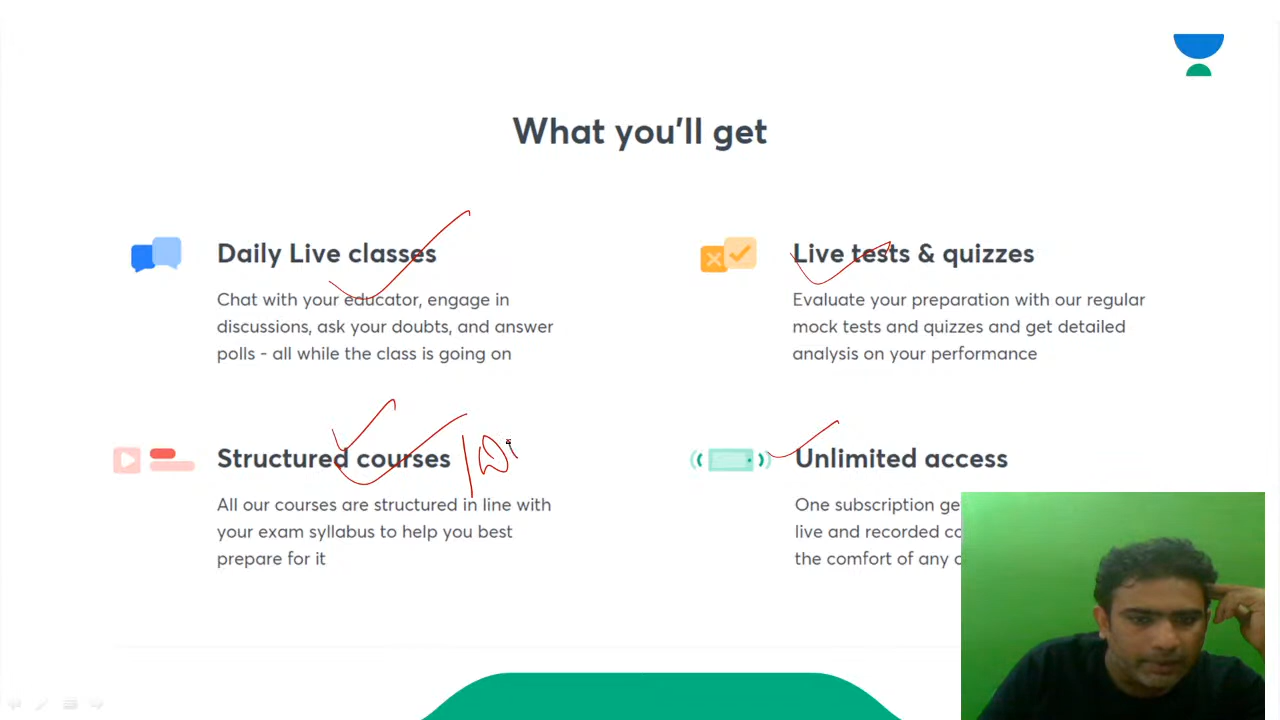 What you'll get
Daily Live classes
Chat with your educator, engage in
discussions, ask your doubts, and answer
polls - all while the class is going on
Live tests & quizzes
Evaluate your preparation with our regular
mock tests and quizzes and get detailed
analysis on your performance
Structured courses
All our courses are structured in line with
your exam syllabus to help you best
prepare for it
Unlimited access
One subscription
live and recorded
the comfort of any